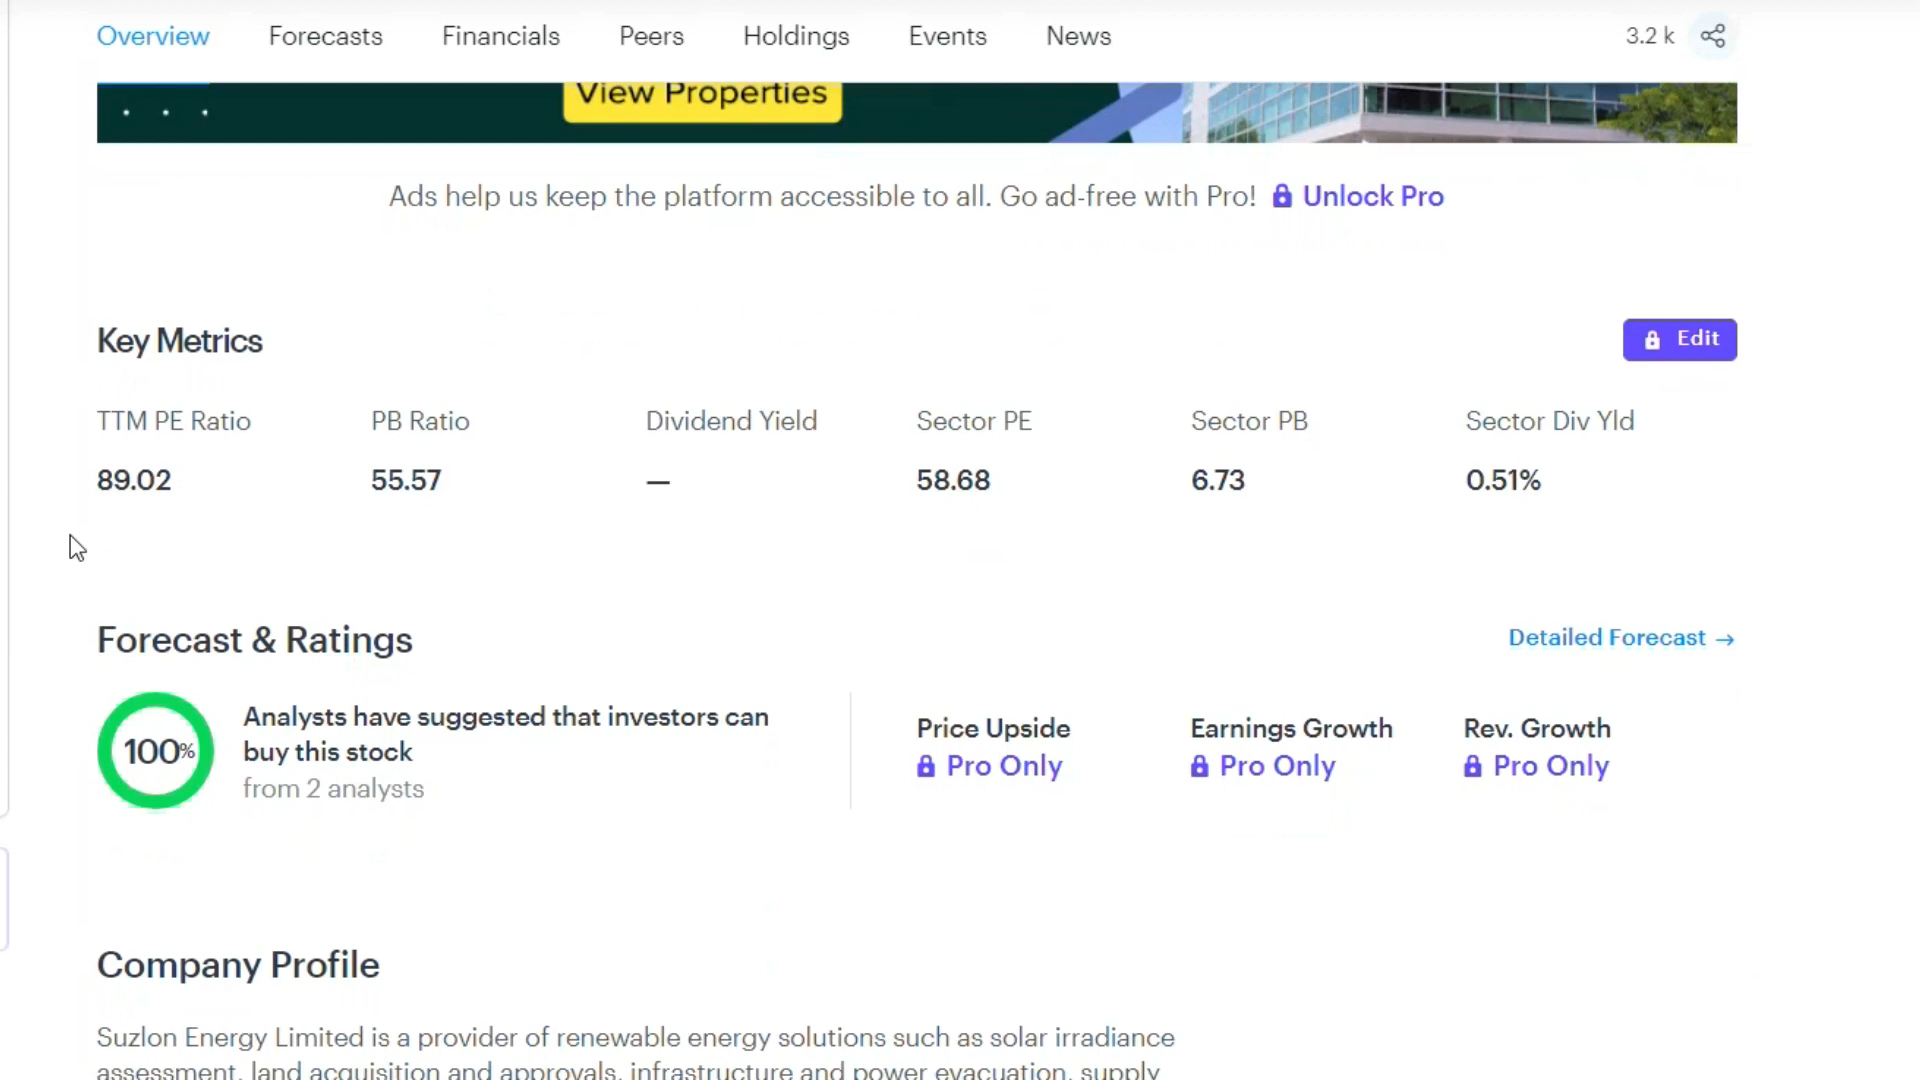 Overview Forecasts Financials Peers Holdings Events News 3.2 k
View Properties
Ads help us keep the platform accessible to all. Go ad-free with Pro! Unlock Pro
Key Metrics Edit
TTM PE Ratio PB Ratio Dividend Yield Sector PE Sector PB Sector Div Yld
89.02 55.57 — 58.68 6.73 0.51%
Forecast & Ratings Detailed Forecast →
100%
Analysts have suggested that investors can
buy this stock
from 2 analysts
Price Upside Earnings Growth Rev. Growth
Pro Only Pro Only Pro Only
Company Profile
Suzlon Energy Limited is a provider of renewable energy solutions such as solar irradiance
assessment, land acquisition and approvals, infrastructure and power evacuation, supply